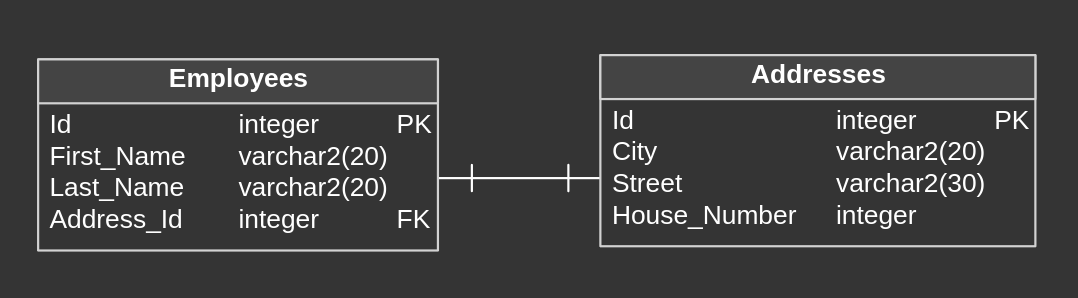 Employees
Id integer PK
First_Name varchar2(20)
Last_Name varchar2(20)
Address_Id integer FK
Addresses
Id integer PK
City varchar2(20)
Street varchar2(30)
House_Number integer